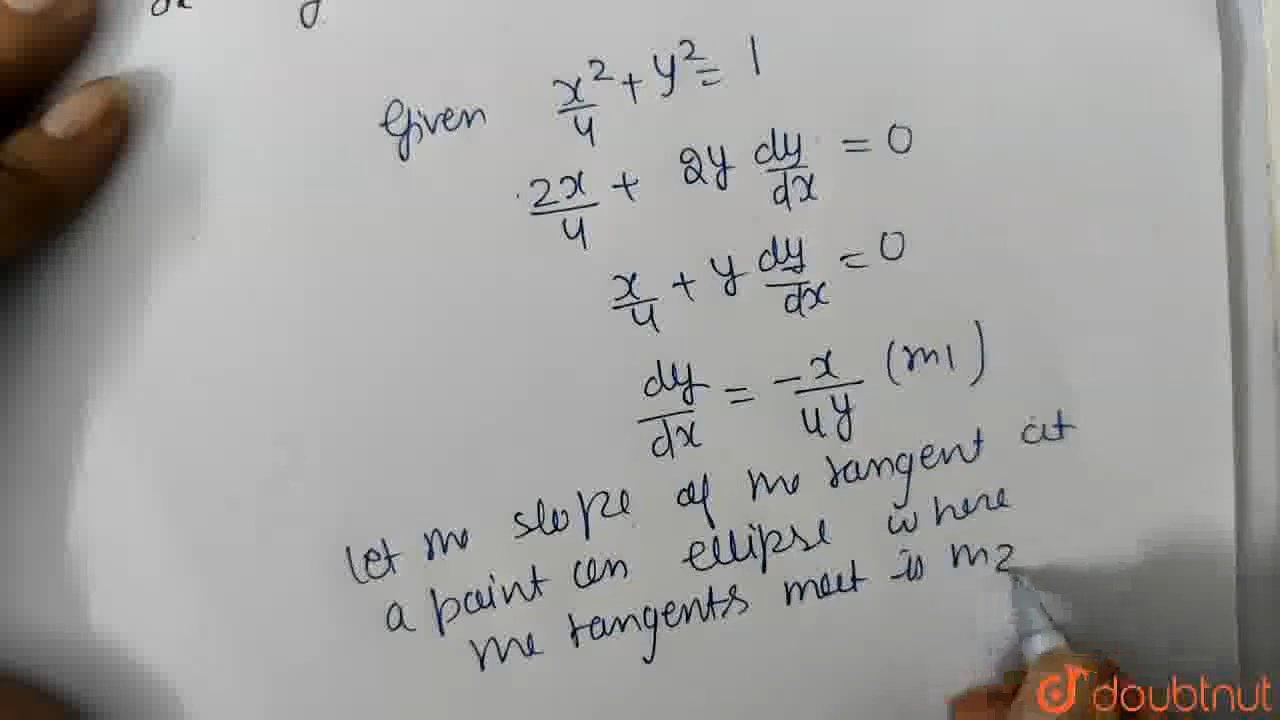 Given x²/4 + y² = 1
2x/4 + 2y dy/dx = 0
x/4 + y dy/dx = 0
dy/dx = -x/4y (m1)
let the slope of the tangent at
a point on ellipse where
the tangents meet is m2
doubtnut